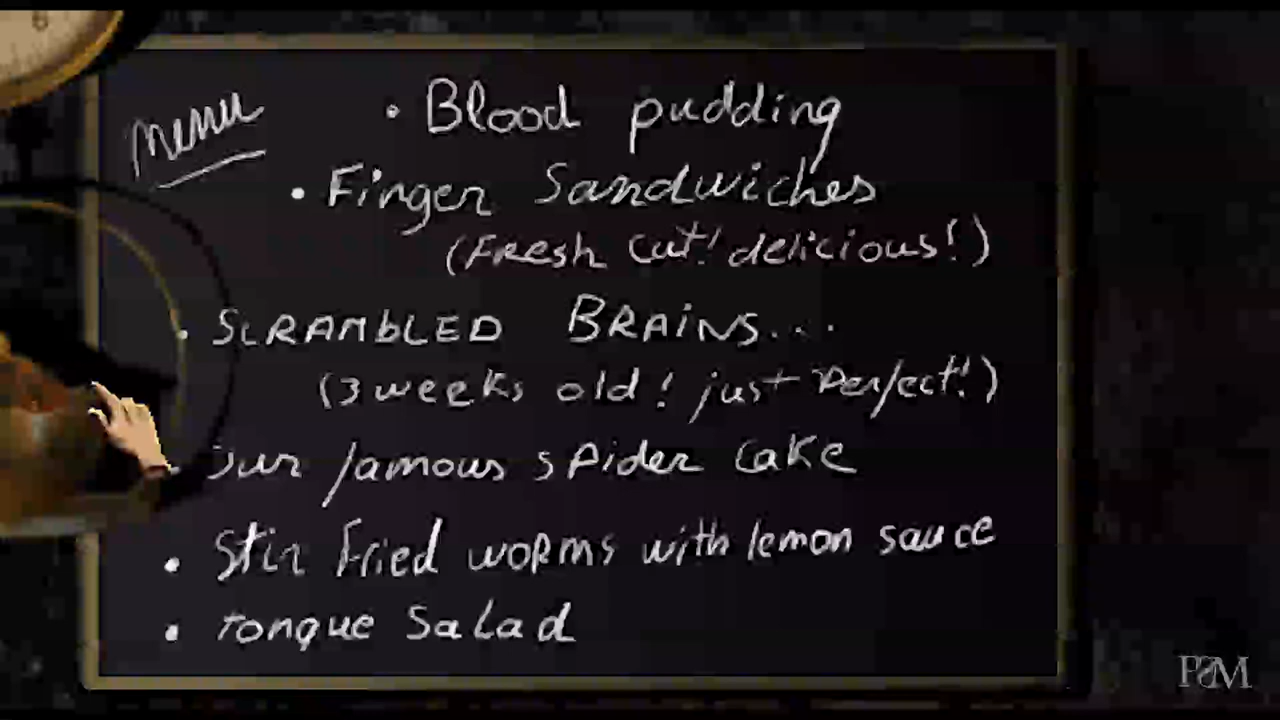 menu
• Blood pudding
• Finger Sandwiches
(Fresh cut! delicious!)
• SCRAMBLED BRAINS...
(3 weeks old! just Perfect!)
• our famous spider cake
• Stir fried worms with lemon sauce
• Tongue Salad
PSM